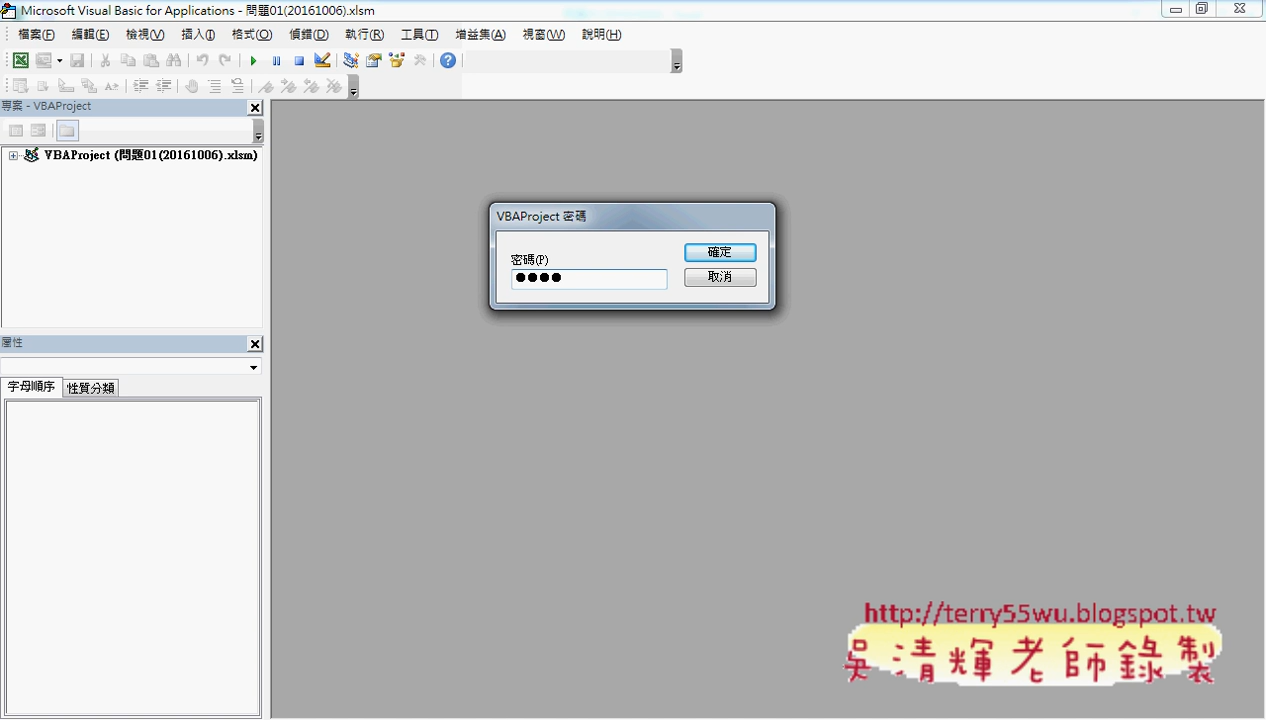 Microsoft Visual Basic for Applications - 問題01(20161006).xlsm
檔案(F) 編輯(E) 檢視(V) 插入(I) 格式(O) 偵錯(D) 執行(R) 工具(T) 增益集(A) 視窗(W) 說明(H)
專案 - VBAProject
VBAProject (問題01(20161006).xlsm)
VBAProject 密碼
密碼(P)
確定
取消
屬性
字母順序 性質分類
http://terry55wu.blogspot.tw
吳清輝老師錄製